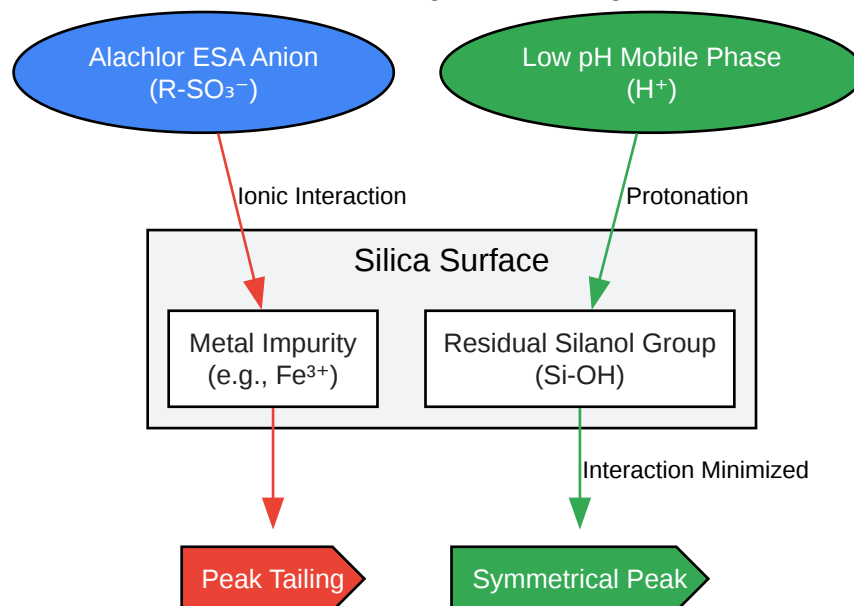 Alachlor ESA Anion
(R-SO₃⁻)
Low pH Mobile Phase
(H⁺)
Ionic Interaction
Protonation
Silica Surface
Metal Impurity
(e.g., Fe³⁺)
Residual Silanol Group
(Si-OH)
Interaction Minimized
Peak Tailing
Symmetrical Peak